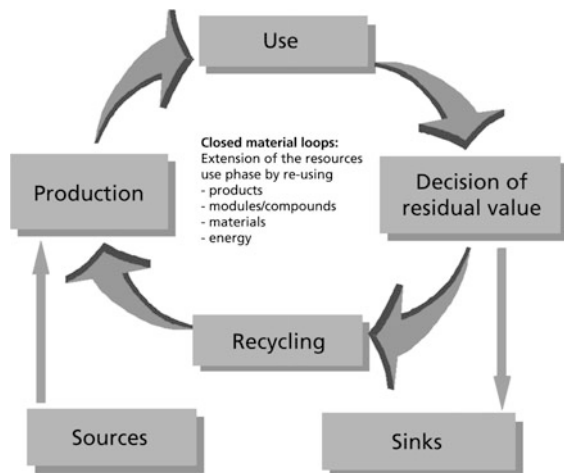 Use
Closed material loops:
Extension of the resources
use phase by re-using
- products
- modules/compounds
- materials
- energy
Production
Decision of
residual value
Recycling
Sources
Sinks